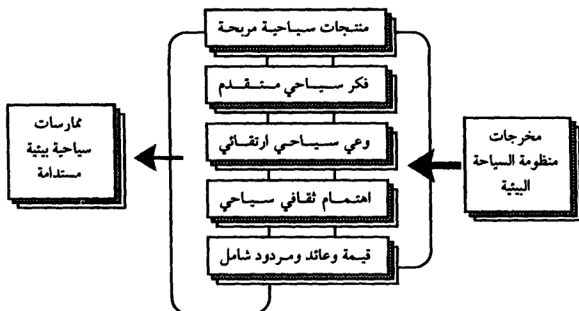 مخرجات
منظومة السياحة
البيئية
منتجات سياحية مربحة
فكر سياحي متقدم
وعي سياحي ارتقائي
اهتمام ثقافي سياحي
قيمة وعائد ومردود شامل
ممارسات
سياحية بيئية
مستدامة